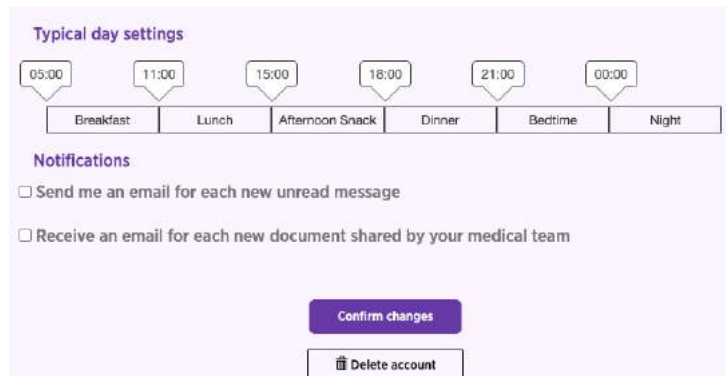 Typical day settings
05:00 11:00 15:00 18:00 21:00 00:00
Breakfast Lunch Afternoon Snack Dinner Bedtime Night
Notifications
Send me an email for each new unread message
Receive an email for each new document shared by your medical team
Confirm changes
Delete account